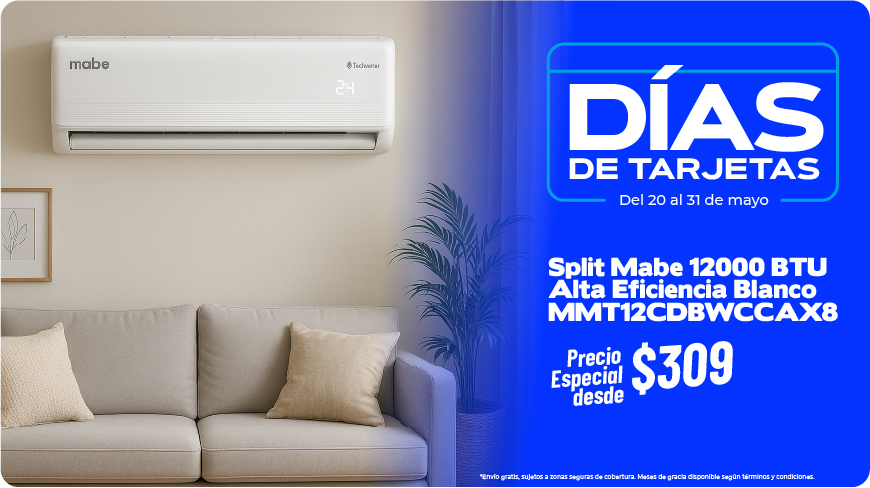 mabe
Techverter
24
DÍAS
DE TARJETAS
Del 20 al 31 de mayo
Split Mabe 12000 BTU
Alta Eficiencia Blanco
MMT12CDBWCCAX8
Precio
Especial
desde
$309
*Envío gratis, sujetos a zonas seguras de cobertura. Meses de gracia disponible según términos y condiciones.